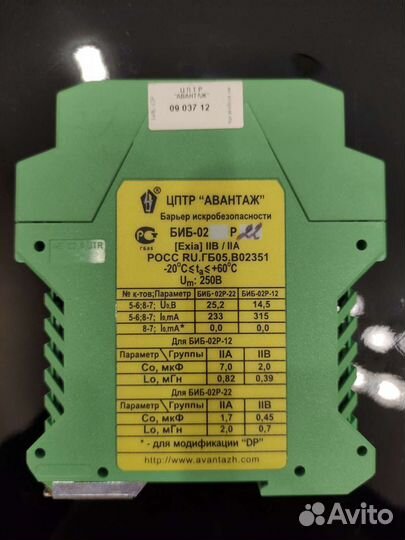 ЦПТР
"АВАНТАЖ"
09 037 12
ЦПТР "АВАНТАЖ"
Барьер искробезопасности
БИБ-02 Р 22
[Exia] IIB / IIA
РОСС RU.ГБ05.В02351
-20°C≤ta≤+60°C
Um: 250В
ГБ05
№ к-тов; Параметр БИБ-02Р-22 БИБ-02Р-12
5-6;8-7; U₀,В 25,2 14,5
5-6;8-7; I₀,mA 233 315
8-7; I₀,mA* 0,0 0,0
Для БИБ-02Р-12
Параметр Группы IIA IIB
Co, мкФ 7,0 2,0
Lo, мГн 0,82 0,39
Для БИБ-02Р-22
Параметр Группы IIA IIB
Co, мкФ 1,7 0,45
Lo, мГн 2,0 0,7
* - для модификации "DP"
http://www.avantazh.com
Avito